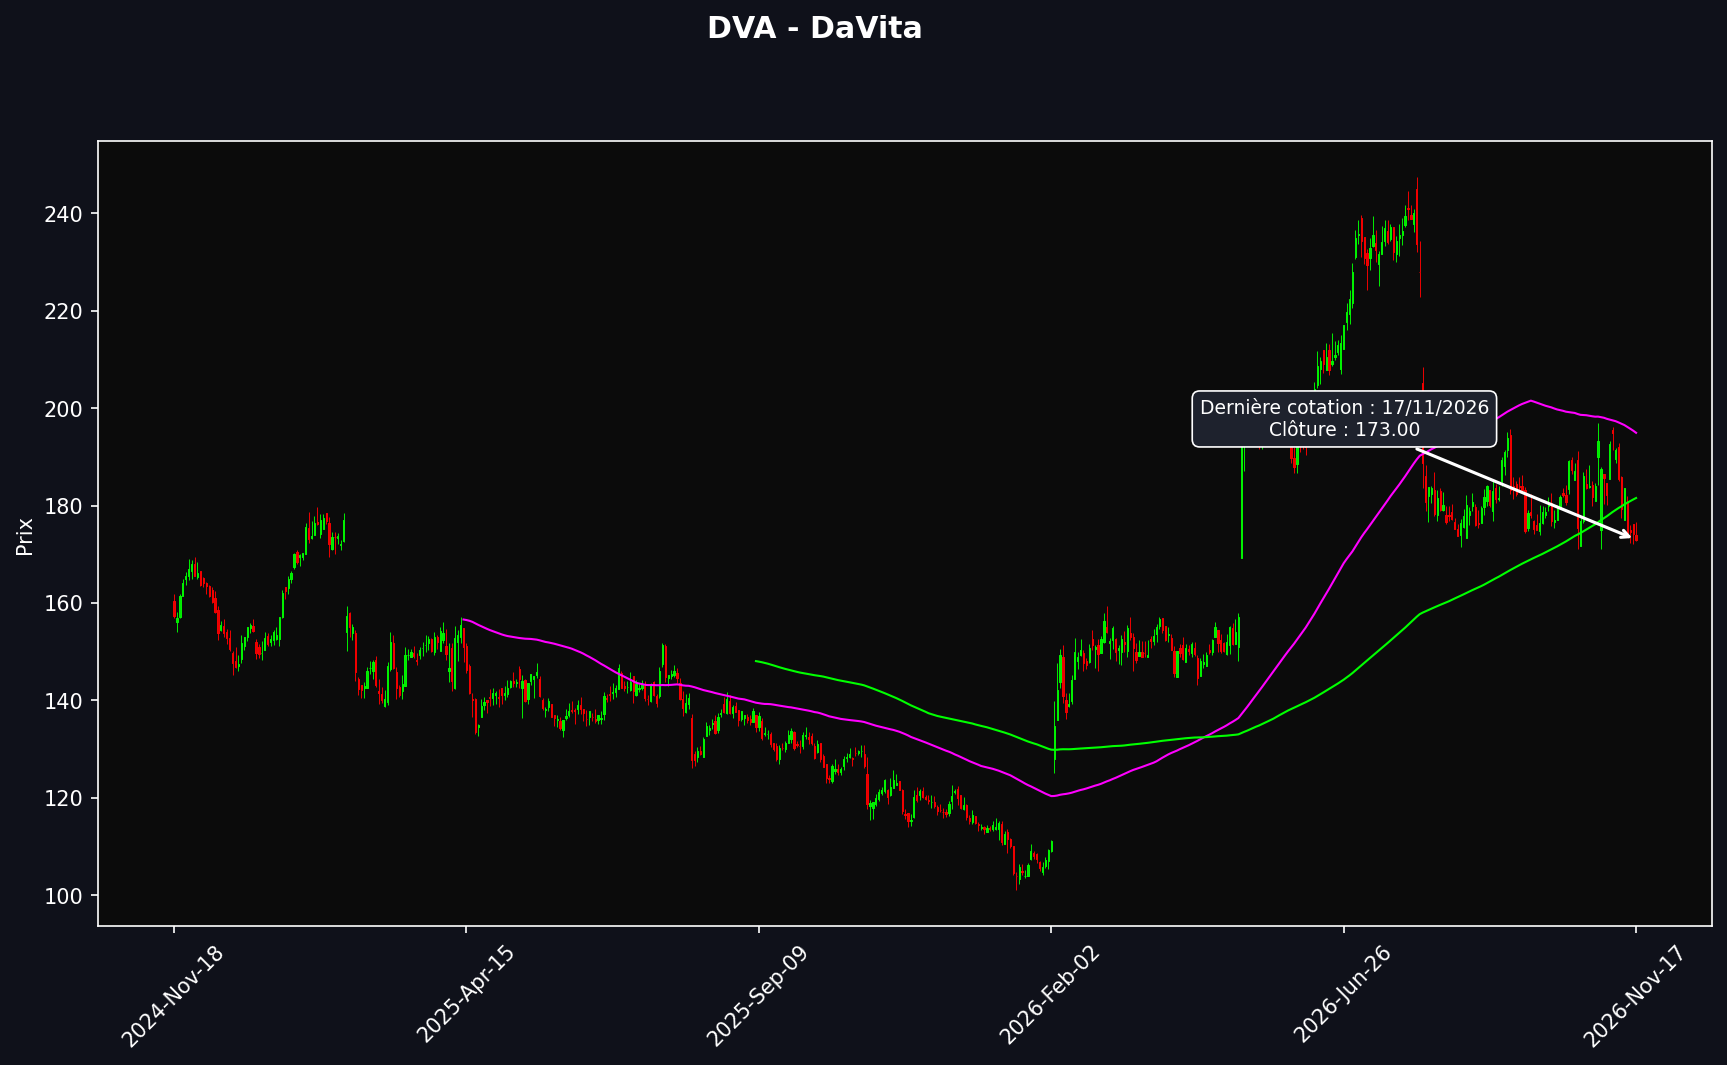 DVA - DaVita
Prix
240
220
200
180
160
140
120
100
Dernière cotation : 17/11/2026
Clôture : 173.00
2024-Nov-18
2025-Apr-15
2025-Sep-09
2026-Feb-02
2026-Jun-26
2026-Nov-17